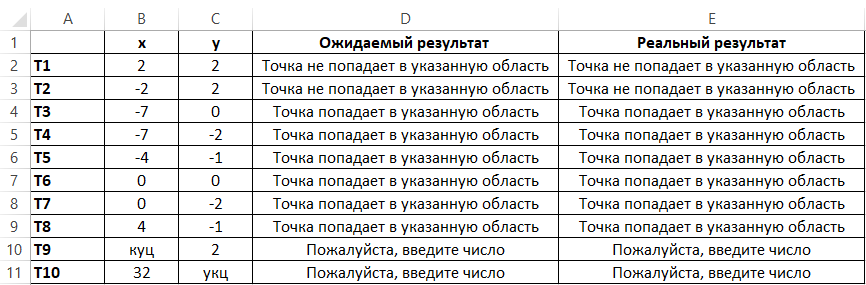 A B C D E
1 x y Ожидаемый результат Реальный результат
2 T1 2 2 Точка не попадает в указанную область Точка не попадает в указанную область
3 T2 -2 2 Точка не попадает в указанную область Точка не попадает в указанную область
4 T3 -7 0 Точка попадает в указанную область Точка попадает в указанную область
5 T4 -7 -2 Точка попадает в указанную область Точка попадает в указанную область
6 T5 -4 -1 Точка попадает в указанную область Точка попадает в указанную область
7 T6 0 0 Точка попадает в указанную область Точка попадает в указанную область
8 T7 0 -2 Точка попадает в указанную область Точка попадает в указанную область
9 T8 4 -1 Точка попадает в указанную область Точка попадает в указанную область
10 T9 куц 2 Пожалуйста, введите число Пожалуйста, введите число
11 T10 32 укц Пожалуйста, введите число Пожалуйста, введите число